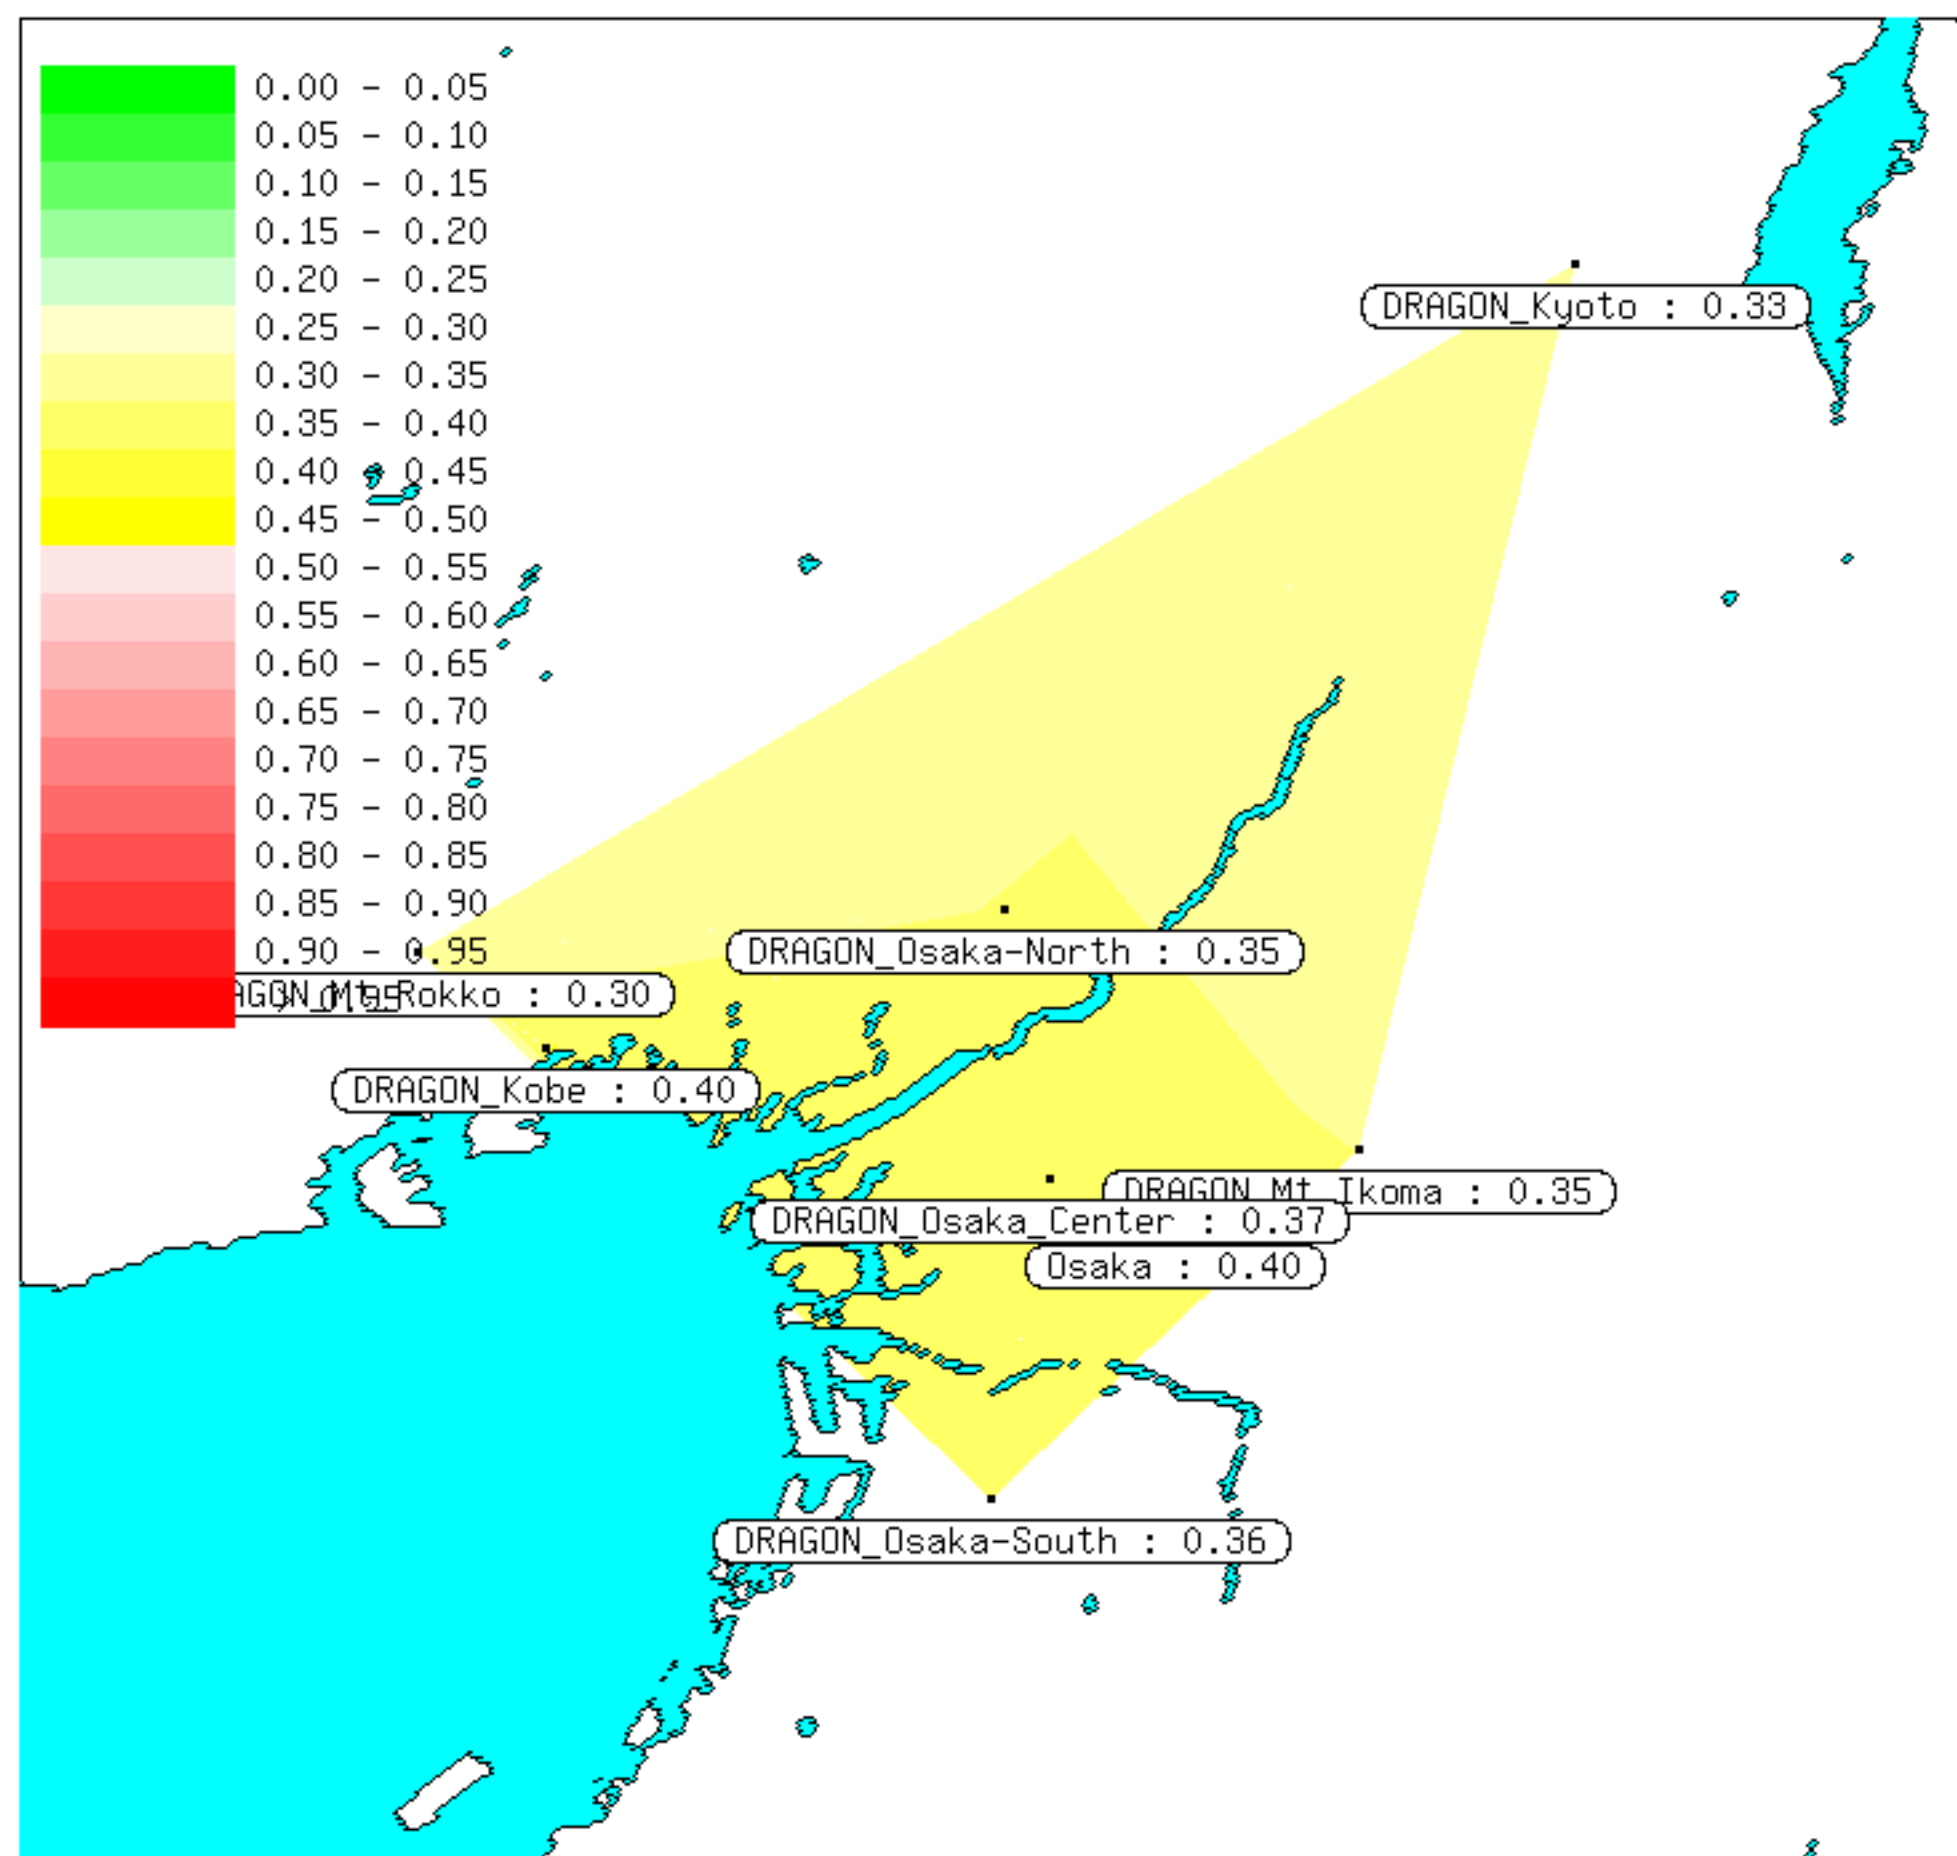 0.00 - 0.05
0.05 - 0.10
0.10 - 0.15
0.15 - 0.20
0.20 - 0.25
0.25 - 0.30
0.30 - 0.35
0.35 - 0.40
0.40 - 0.45
0.45 - 0.50
0.50 - 0.55
0.55 - 0.60
0.60 - 0.65
0.65 - 0.70
0.70 - 0.75
0.75 - 0.80
0.80 - 0.85
0.85 - 0.90
0.90 - 0.95
> 0.95
DRAGON_Kyoto : 0.33
DRAGON_Osaka-North : 0.35
AGON_Mt_Rokko : 0.30
DRAGON_Kobe : 0.40
DRAGON_Mt_Ikoma : 0.35
DRAGON_Osaka_Center : 0.37
Osaka : 0.40
DRAGON_Osaka-South : 0.36